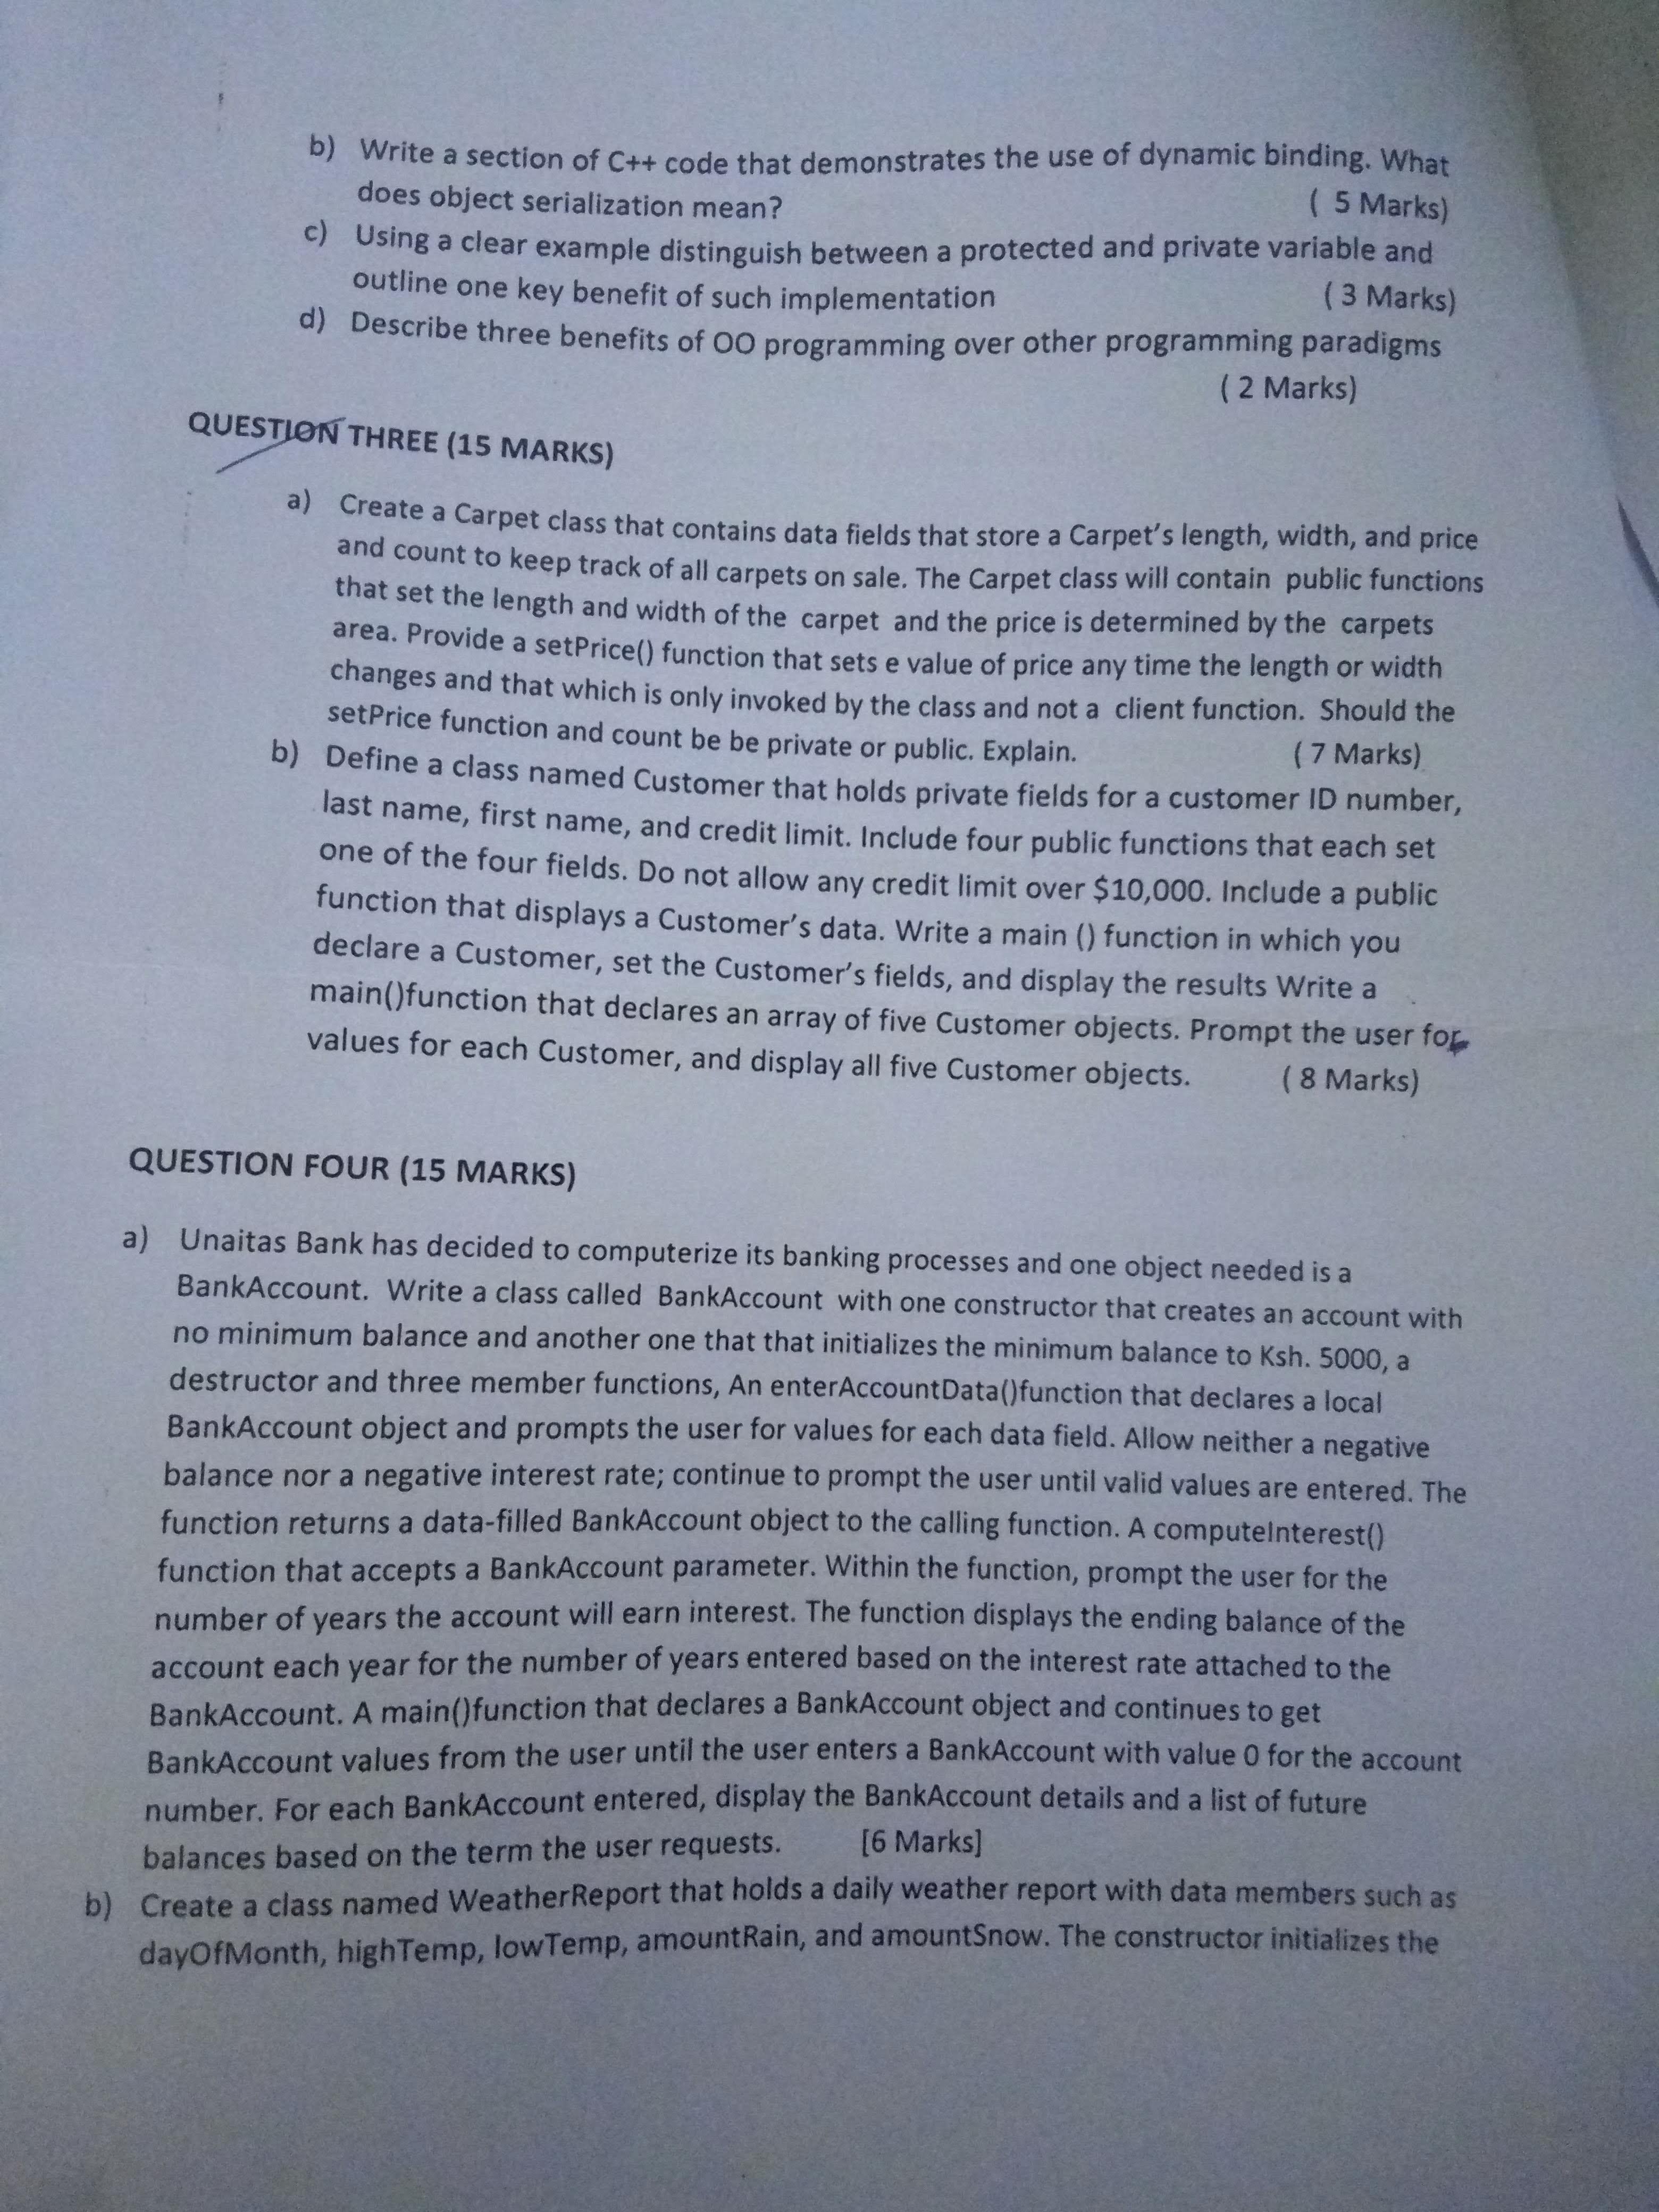 b) Write a section of C++ code that demonstrates the use of dynamic binding. What
does object serialization mean? ( 5 Marks)
c) Using a clear example distinguish between a protected and private variable and
outline one key benefit of such implementation ( 3 Marks)
d) Describe three benefits of OO programming over other programming paradigms
( 2 Marks)
QUESTION THREE (15 MARKS)
a) Create a Carpet class that contains data fields that store a Carpet's length, width, and price
and count to keep track of all carpets on sale. The Carpet class will contain public functions
that set the length and width of the carpet and the price is determined by the carpets
area. Provide a setPrice() function that sets e value of price any time the length or width
changes and that which is only invoked by the class and not a client function. Should the
setPrice function and count be be private or public. Explain. ( 7 Marks)
b) Define a class named Customer that holds private fields for a customer ID number,
last name, first name, and credit limit. Include four public functions that each set
one of the four fields. Do not allow any credit limit over $10,000. Include a public
function that displays a Customer's data. Write a main () function in which you
declare a Customer, set the Customer's fields, and display the results Write a
main()function that declares an array of five Customer objects. Prompt the user for
values for each Customer, and display all five Customer objects. ( 8 Marks)
QUESTION FOUR (15 MARKS)
a) Unaitas Bank has decided to computerize its banking processes and one object needed is a
BankAccount. Write a class called BankAccount with one constructor that creates an account with
no minimum balance and another one that that initializes the minimum balance to Ksh. 5000, a
destructor and three member functions, An enterAccountData()function that declares a local
BankAccount object and prompts the user for values for each data field. Allow neither a negative
balance nor a negative interest rate; continue to prompt the user until valid values are entered. The
function returns a data-filled BankAccount object to the calling function. A computeInterest()
function that accepts a BankAccount parameter. Within the function, prompt the user for the
number of years the account will earn interest. The function displays the ending balance of the
account each year for the number of years entered based on the interest rate attached to the
BankAccount. A main()function that declares a BankAccount object and continues to get
BankAccount values from the user until the user enters a BankAccount with value 0 for the account
number. For each BankAccount entered, display the BankAccount details and a list of future
balances based on the term the user requests. [6 Marks]
b) Create a class named WeatherReport that holds a daily weather report with data members such as
dayOfMonth, highTemp, lowTemp, amountRain, and amountSnow. The constructor initializes the